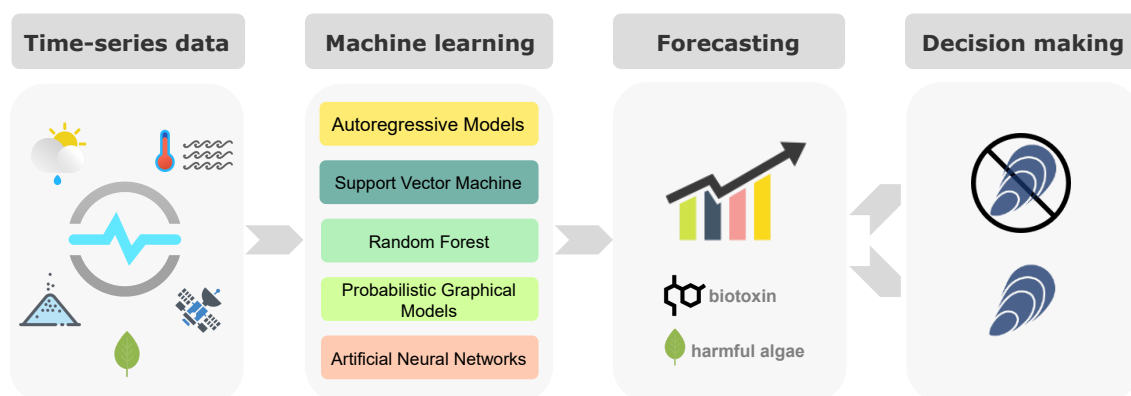 Time-series data
Machine learning
Forecasting
Decision making
Autoregressive Models
Support Vector Machine
Random Forest
Probabilistic Graphical
Models
Artificial Neural Networks
biotoxin
harmful algae